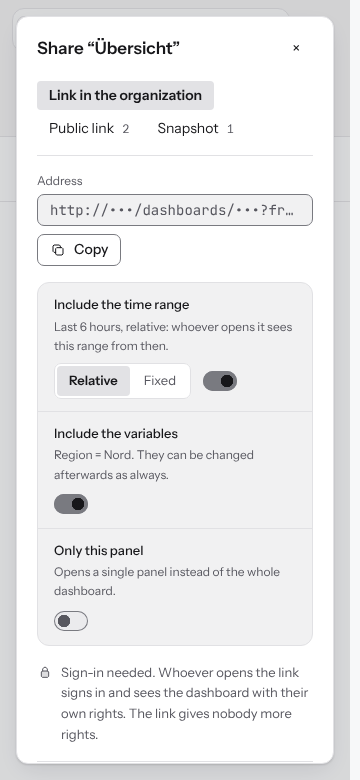 Share “Übersicht”
×
Link in the organization
Public link 2 Snapshot 1
Address
http://•••/dashboards/•••?fr…
Copy
Include the time range
Last 6 hours, relative: whoever opens it sees
this range from then.
Relative Fixed
Include the variables
Region = Nord. They can be changed
afterwards as always.
Only this panel
Opens a single panel instead of the whole
dashboard.
Sign-in needed. Whoever opens the link
signs in and sees the dashboard with their
own rights. The link gives nobody more
rights.